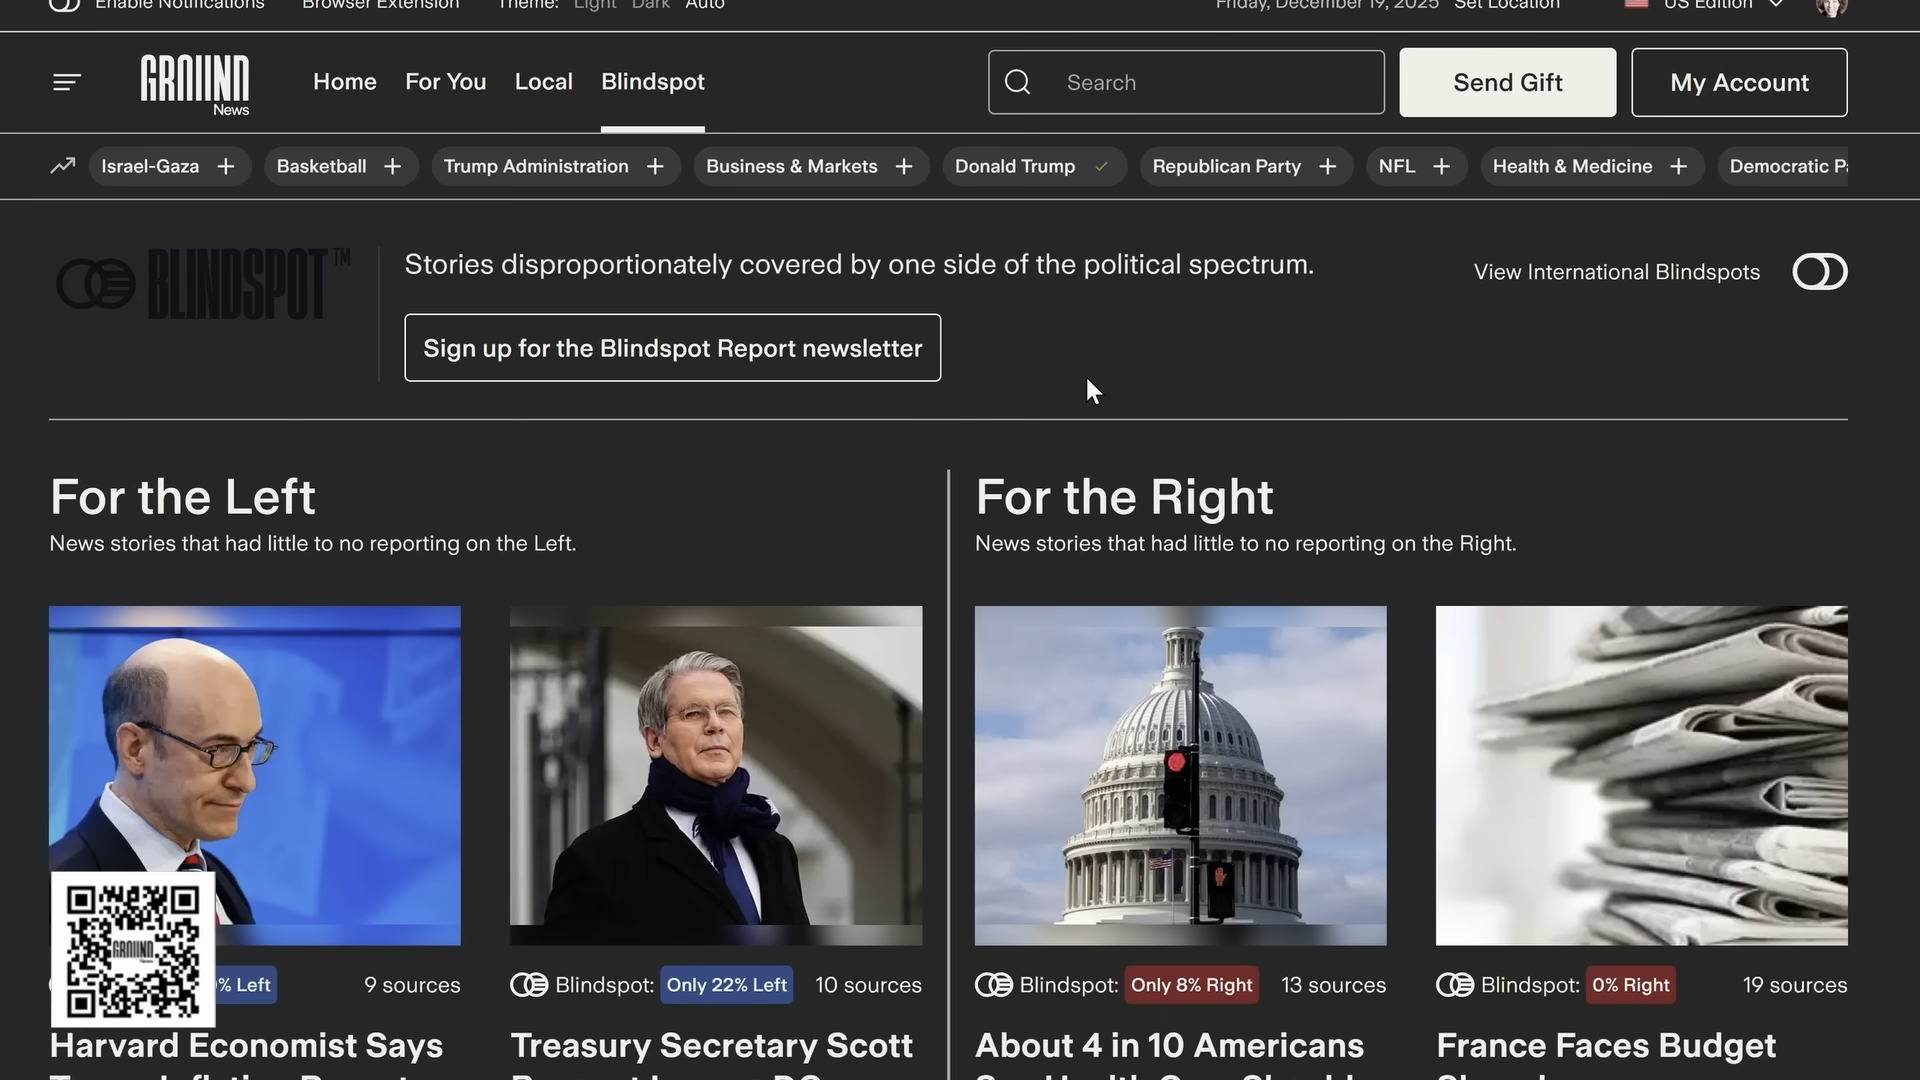 Enable Notifications Browser Extension Theme: Light Dark Auto Friday, December 19, 2025 Set Location US Edition
GROUND News Home For You Local Blindspot Search Send Gift My Account
Israel-Gaza + Basketball + Trump Administration + Business & Markets + Donald Trump ✓ Republican Party + NFL + Health & Medicine + Democratic
BLINDSPOT™
Stories disproportionately covered by one side of the political spectrum.
View International Blindspots
Sign up for the Blindspot Report newsletter
For the Left
News stories that had little to no reporting on the Left.
For the Right
News stories that had little to no reporting on the Right.
GROUND News
% Left 9 sources
Blindspot: Only 22% Left 10 sources
Blindspot: Only 8% Right 13 sources
Blindspot: 0% Right 19 sources
Harvard Economist Says
Treasury Secretary Scott
About 4 in 10 Americans
France Faces Budget